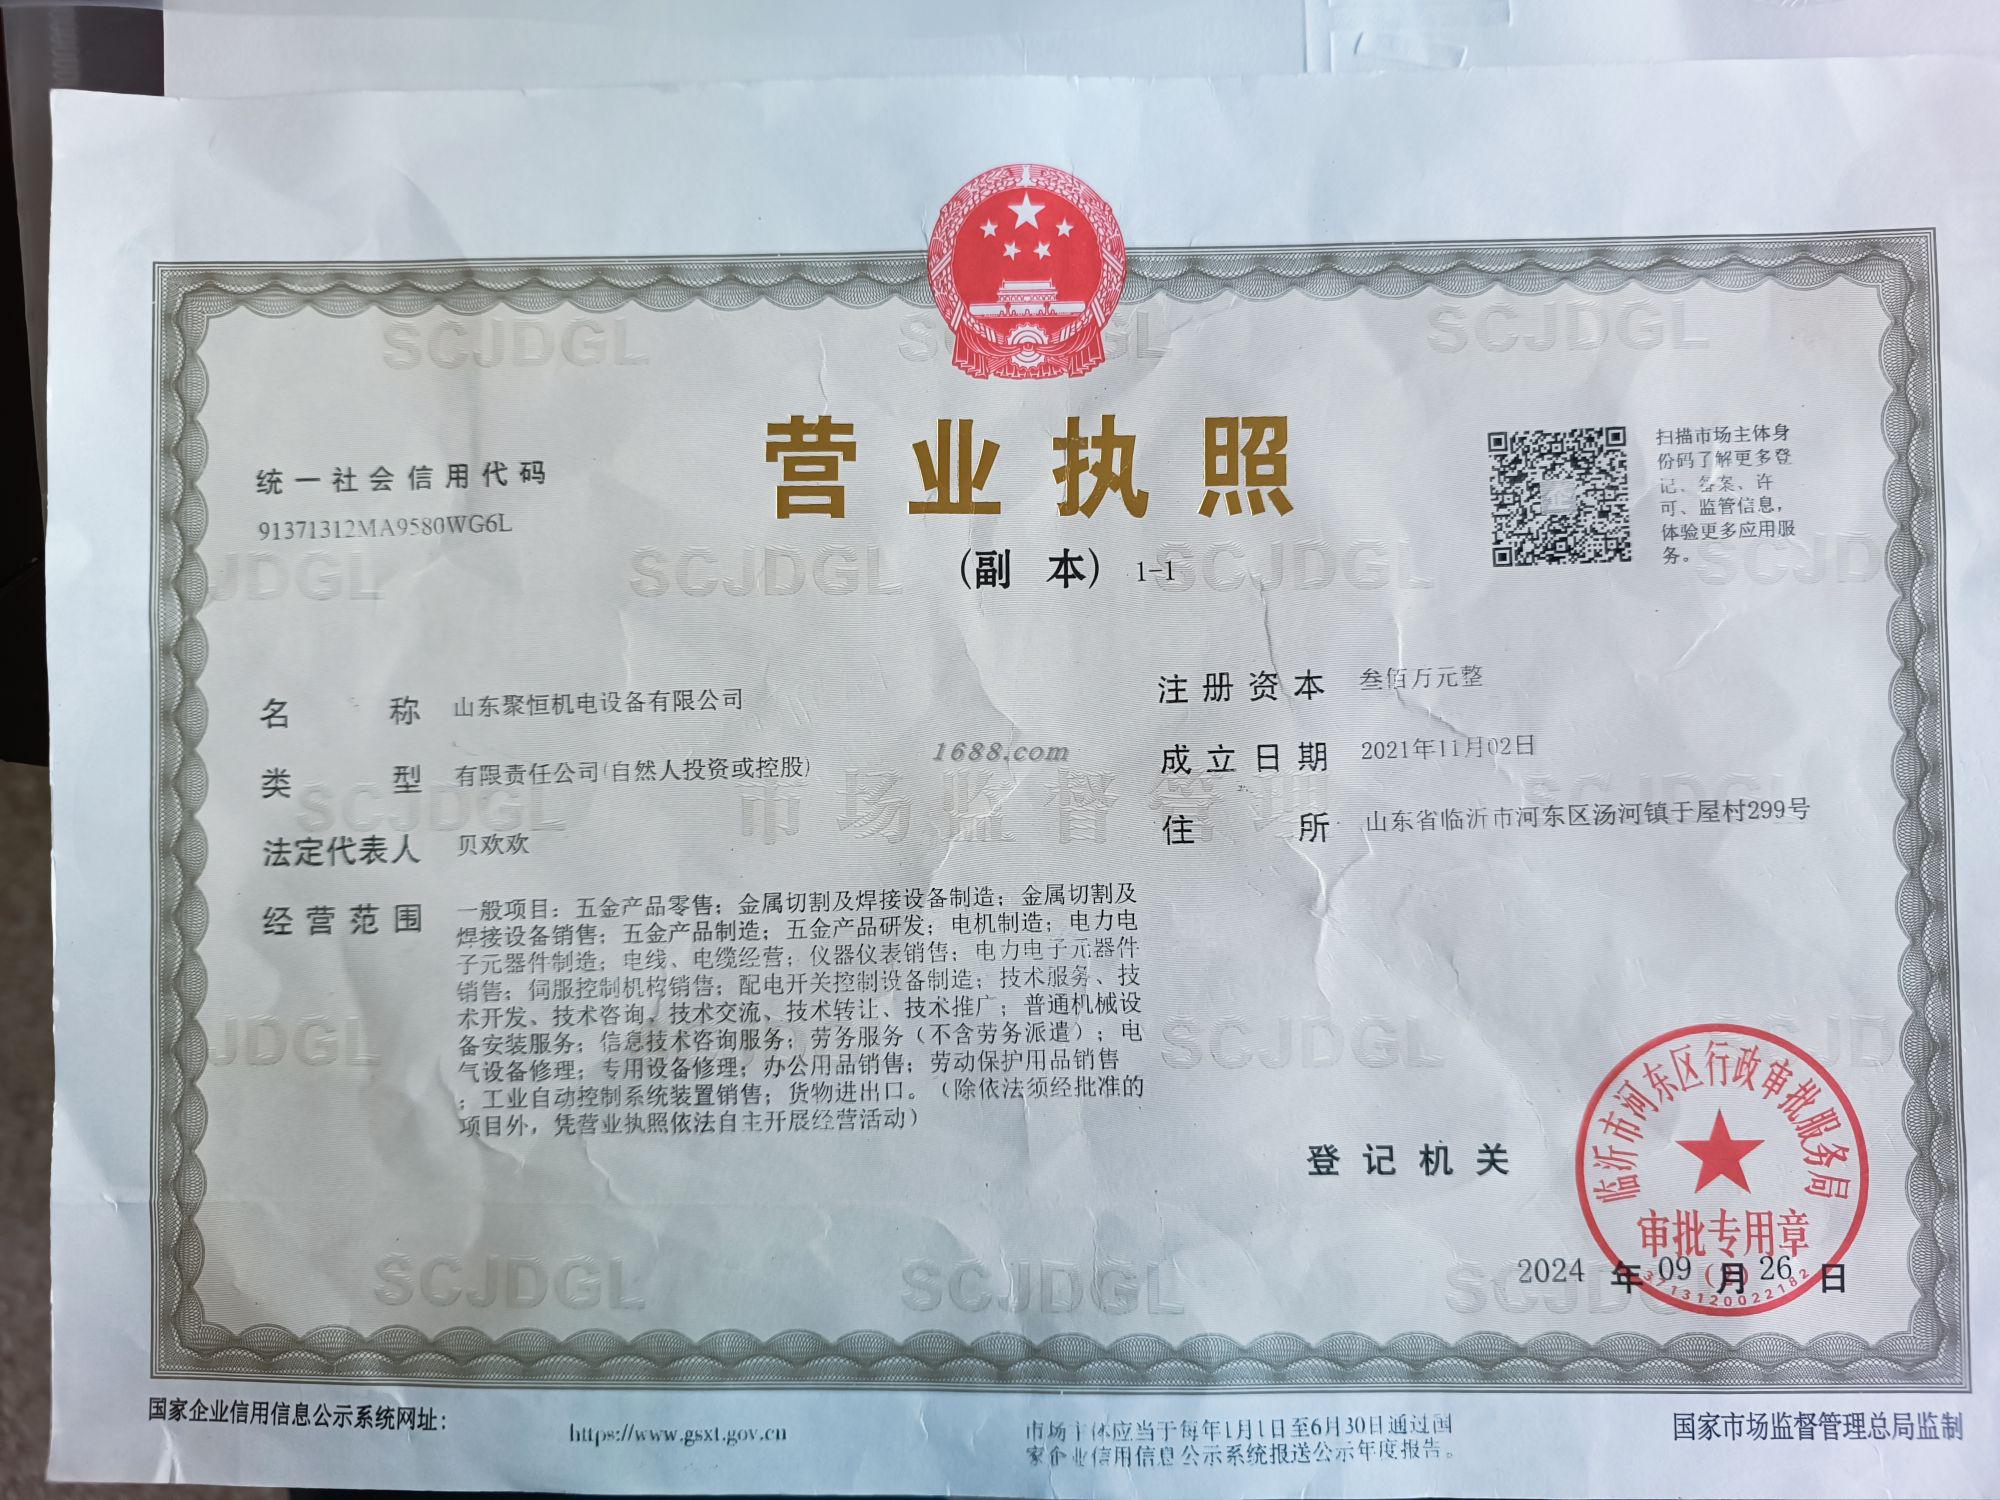 营业执照
(副 本) 1-1
统一社会信用代码
91371312MA9580WG6L
扫描市场主体身
份码了解更多登
记、备案、许
可、监管信息,
体验更多应用服
务。
名 称 山东聚恒机电设备有限公司
类 型 有限责任公司(自然人投资或控股)
法定代表人 贝欢欢
经营范围 一般项目:五金产品零售;金属切割及焊接设备制造;金属切割及
焊接设备销售;五金产品制造;五金产品研发;电机制造;电力电
子元器件制造;电线、电缆经营;仪器仪表销售;电力电子元器件
销售;伺服控制机构销售;配电开关控制设备制造;技术服务、技
术开发、技术咨询、技术交流、技术转让、技术推广;普通机械设
备安装服务;信息技术咨询服务;劳务服务(不含劳务派遣);电
气设备修理;专用设备修理;办公用品销售;劳动保护用品销售
;工业自动控制系统装置销售;货物进出口。(除依法须经批准的
项目外,凭营业执照依法自主开展经营活动)
注册资本 叁佰万元整
成立日期 2021年11月02日
住 所 山东省临沂市河东区汤河镇于屋村299号
1688.com
市场监督管理
SCJDGL
登记机关
临沂市河东区行政审批服务局
审批专用章
2024 年 09 月 26 日
3713120022182
国家企业信用信息公示系统网址:
https://www.gsxt.gov.cn
市场主体应当于每年1月1日至6月30日通过国
家企业信用信息公示系统报送公示年度报告。
国家市场监督管理总局监制